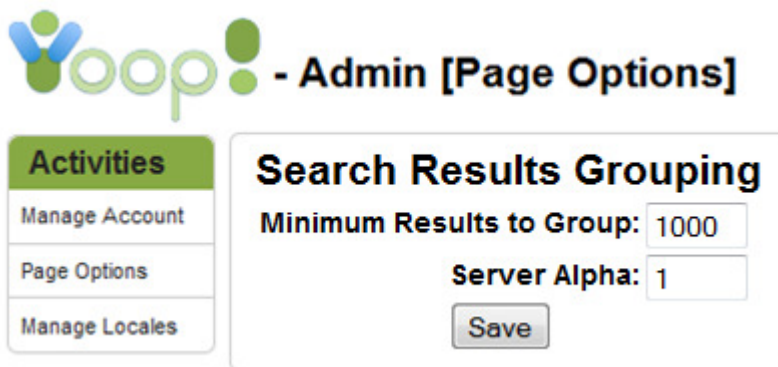 Yoop! - Admin [Page Options]
Activities
Manage Account
Page Options
Manage Locales
Search Results Grouping
Minimum Results to Group: 1000
Server Alpha: 1
Save